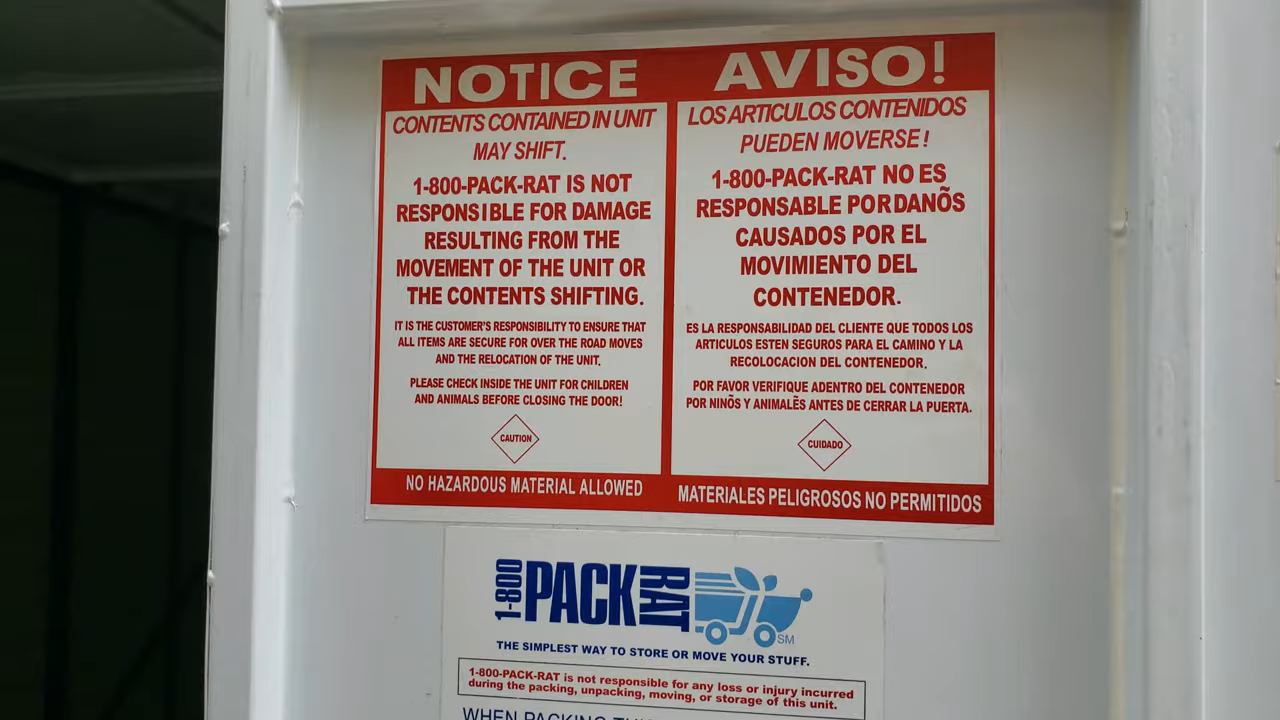 NOTICE
CONTENTS CONTAINED IN UNIT
MAY SHIFT.
1-800-PACK-RAT IS NOT
RESPONSIBLE FOR DAMAGE
RESULTING FROM THE
MOVEMENT OF THE UNIT OR
THE CONTENTS SHIFTING.
IT IS THE CUSTOMER'S RESPONSIBILITY TO ENSURE THAT
ALL ITEMS ARE SECURE FOR OVER THE ROAD MOVES
AND THE RELOCATION OF THE UNIT.
PLEASE CHECK INSIDE THE UNIT FOR CHILDREN
AND ANIMALS BEFORE CLOSING THE DOOR!
CAUTION
NO HAZARDOUS MATERIAL ALLOWED
AVISO!
LOS ARTICULOS CONTENIDOS
PUEDEN MOVERSE!
1-800-PACK-RAT NO ES
RESPONSABLE POR DANÕS
CAUSADOS POR EL
MOVIMIENTO DEL
CONTENEDOR.
ES LA RESPONSABILIDAD DEL CLIENTE QUE TODOS LOS
ARTICULOS ESTEN SEGUROS PARA EL CAMINO Y LA
RECOLOCACION DEL CONTENEDOR.
POR FAVOR VERIFIQUE ADENTRO DEL CONTENEDOR
POR NINÕS Y ANIMALẼS ANTES DE CERRAR LA PUERTA.
CUIDADO
MATERIALES PELIGROSOS NO PERMITIDOS
1-800 PACK RAT SM
THE SIMPLEST WAY TO STORE OR MOVE YOUR STUFF.
1-800-PACK-RAT is not responsible for any loss or injury incurred
during the packing, unpacking, moving, or storage of this unit.
WHEN PACKING